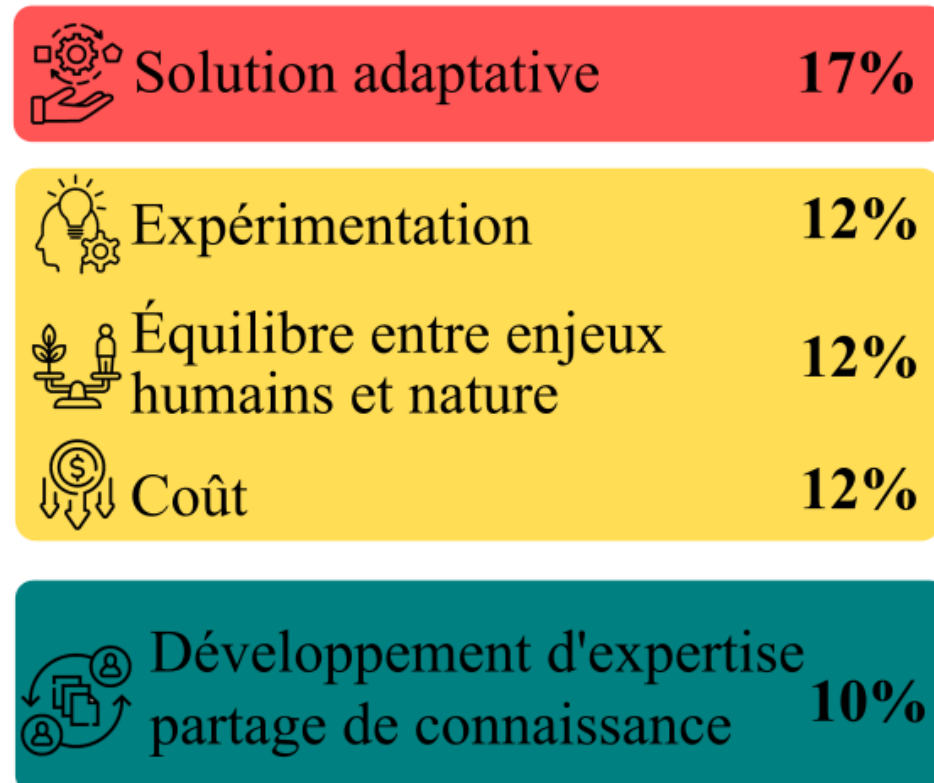 Solution adaptative 17%
Expérimentation 12%
Équilibre entre enjeux
humains et nature 12%
$
Coût 12%
Développement d'expertise
partage de connaissance 10%